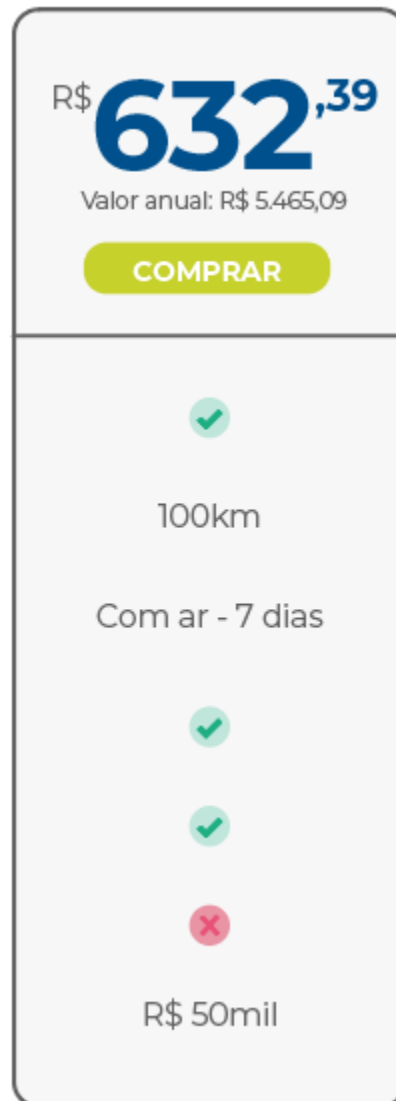 R$ 632,39
Valor anual: R$ 5.465,09
COMPRAR
100km
Com ar - 7 dias
R$ 50mil